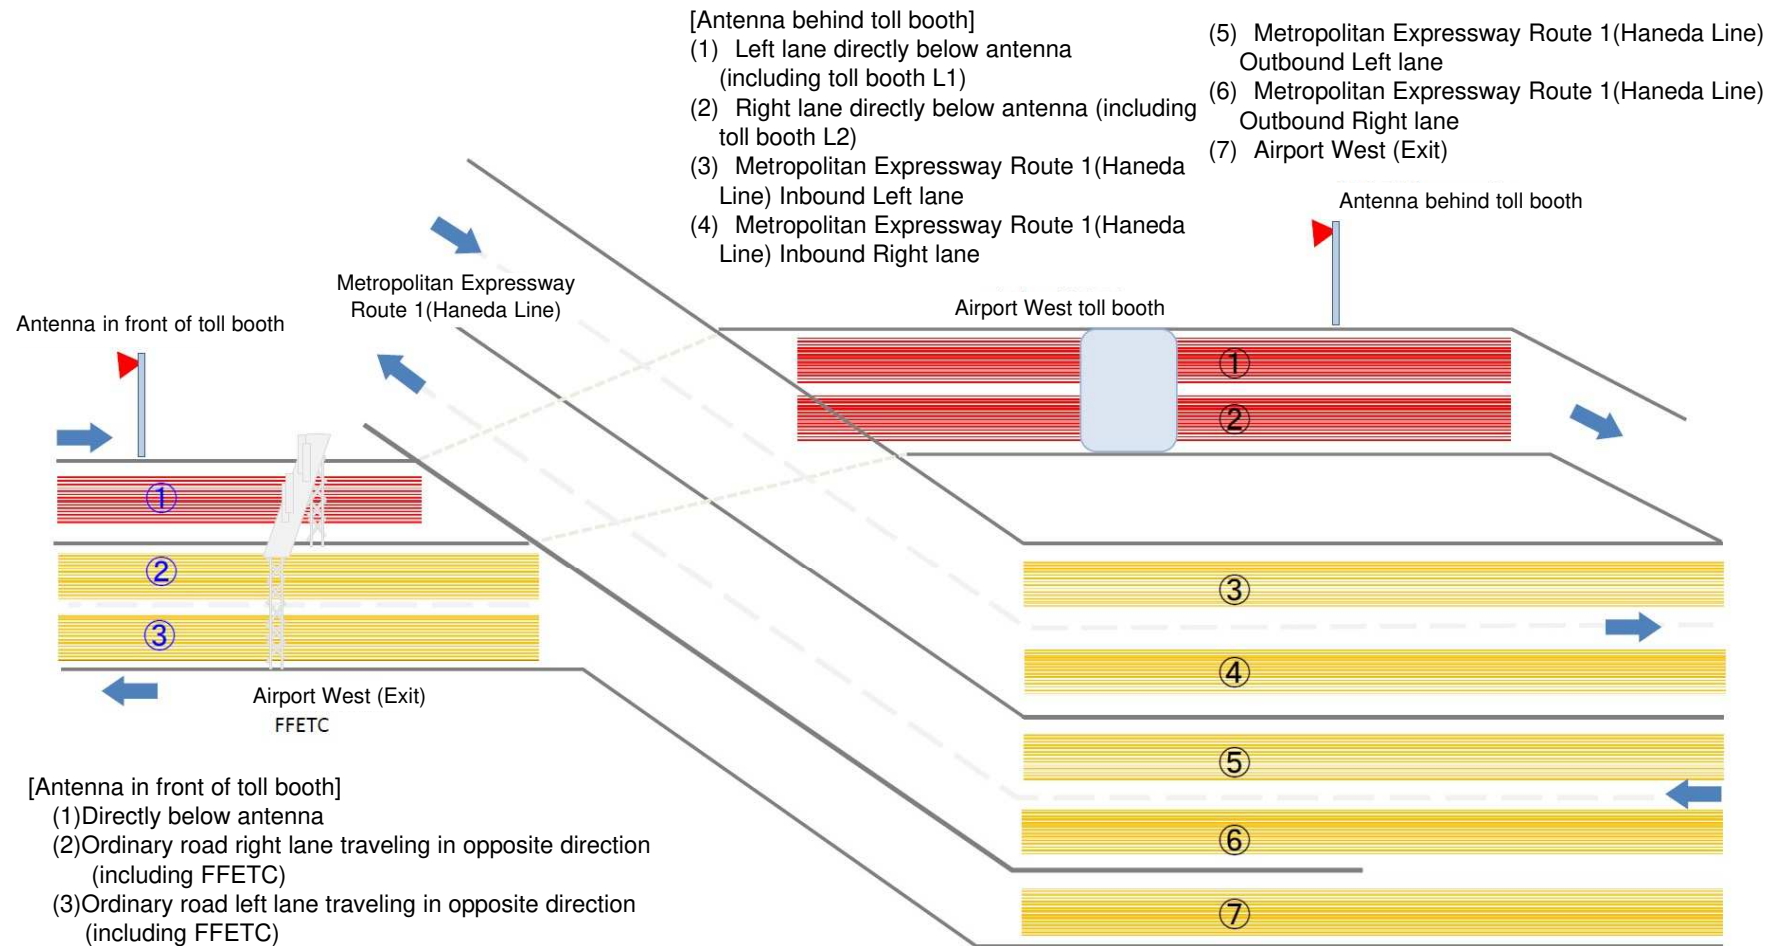 [Antenna behind toll booth]
(1) Left lane directly below antenna
(including toll booth L1)
(2) Right lane directly below antenna (including
toll booth L2)
(3) Metropolitan Expressway Route 1(Haneda
Line) Inbound Left lane
(4) Metropolitan Expressway Route 1(Haneda
Line) Inbound Right lane
(5) Metropolitan Expressway Route 1(Haneda Line)
Outbound Left lane
(6) Metropolitan Expressway Route 1(Haneda Line)
Outbound Right lane
(7) Airport West (Exit)
Antenna behind toll booth
Metropolitan Expressway
Route 1(Haneda Line)
Airport West toll booth
Antenna in front of toll booth
①
②
①
②
③
③
④
⑤
⑥
⑦
Airport West (Exit)
FFETC
[Antenna in front of toll booth]
(1)Directly below antenna
(2)Ordinary road right lane traveling in opposite direction
(including FFETC)
(3)Ordinary road left lane traveling in opposite direction
(including FFETC)